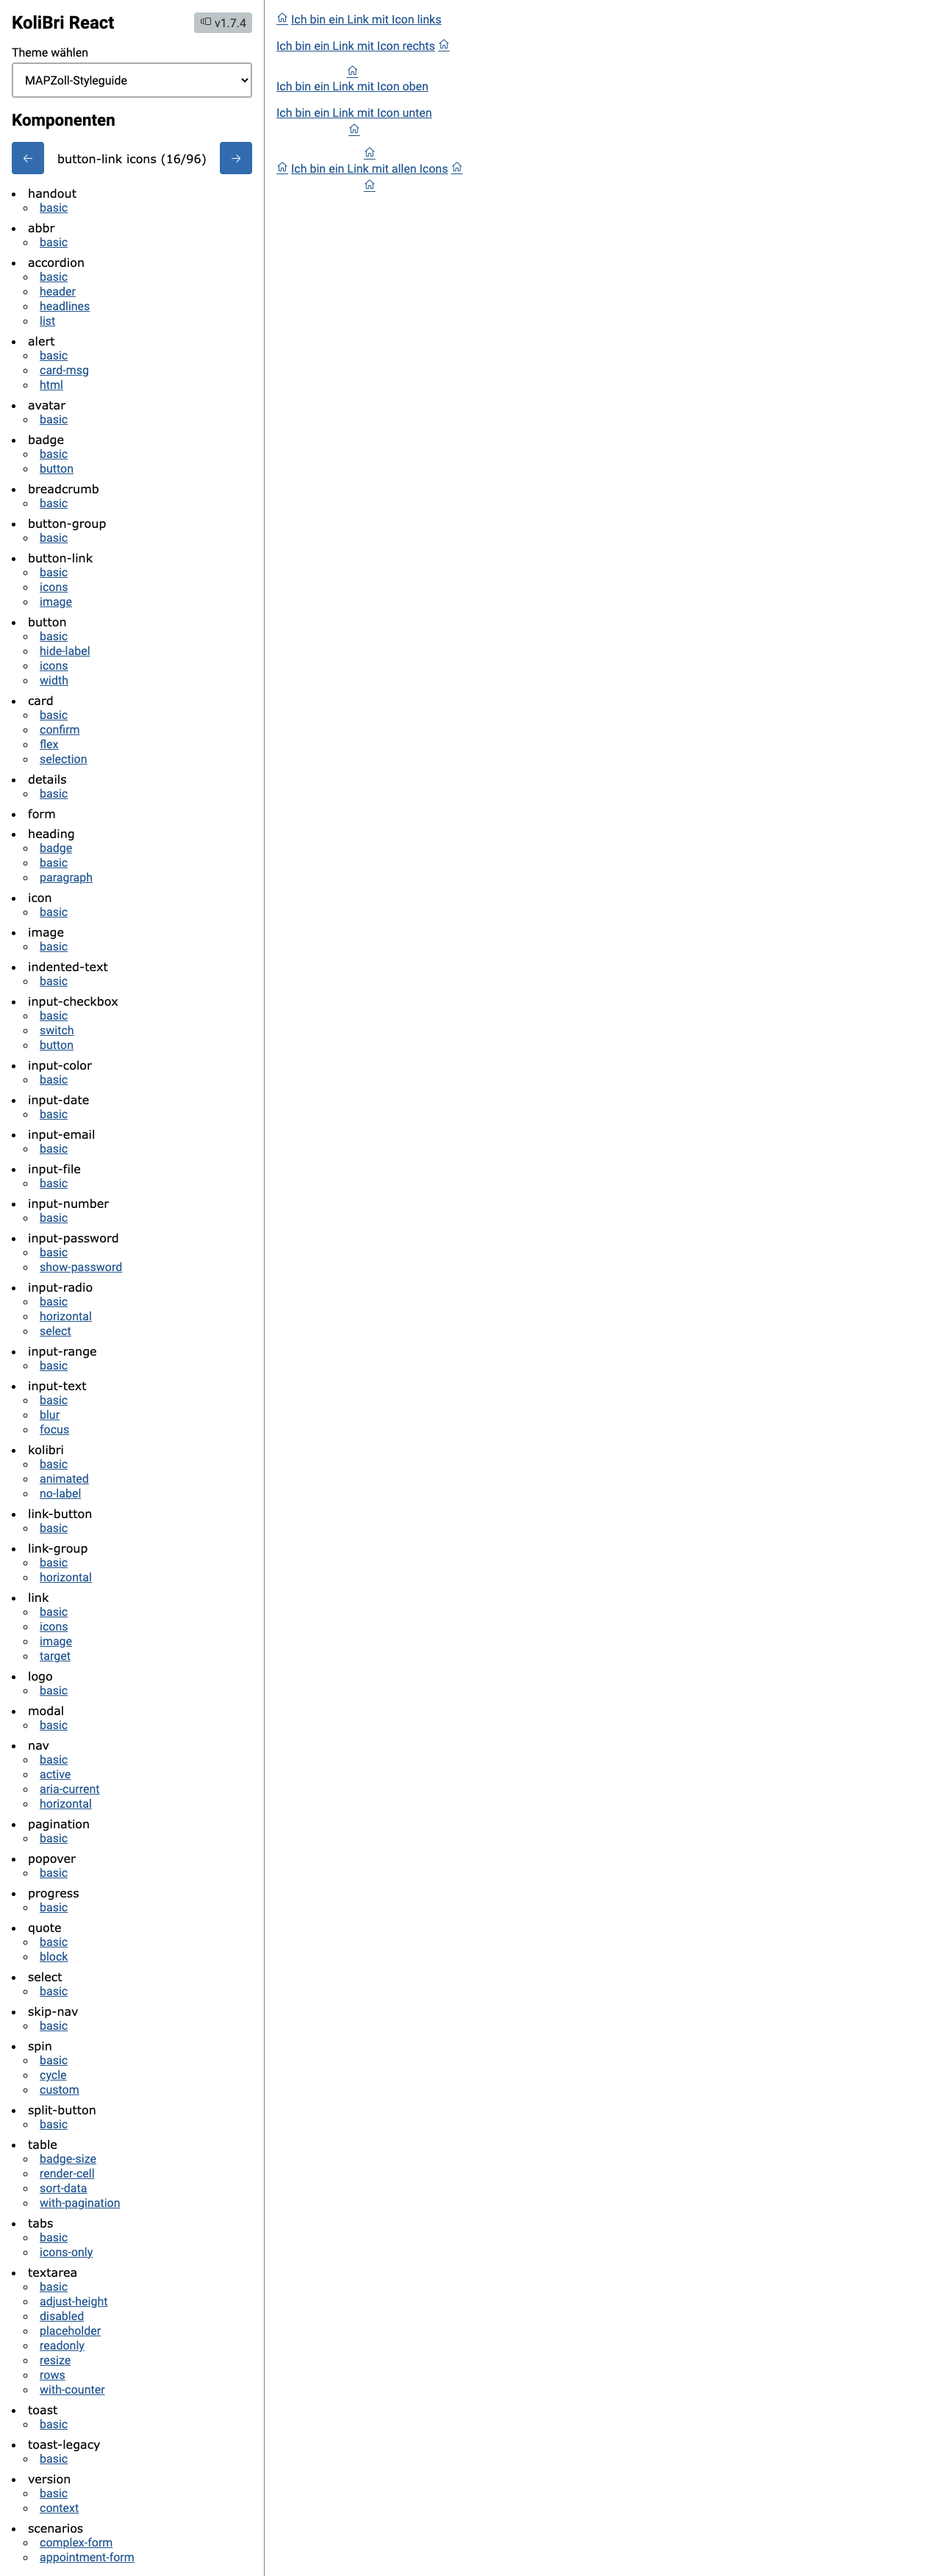 KoliBri React
v1.7.4
Theme wählen
MAPZoll-Styleguide
Komponenten
button-link icons (16/96)
handout
basic
abbr
basic
accordion
basic
header
headlines
list
alert
basic
card-msg
html
avatar
basic
badge
basic
button
breadcrumb
basic
button-group
basic
button-link
basic
icons
image
button
basic
hide-label
icons
width
card
basic
confirm
flex
selection
details
basic
form
heading
badge
basic
paragraph
icon
basic
image
basic
indented-text
basic
input-checkbox
basic
switch
button
input-color
basic
input-date
basic
input-email
basic
input-file
basic
input-number
basic
input-password
basic
show-password
input-radio
basic
horizontal
select
input-range
basic
input-text
basic
blur
focus
kolibri
basic
animated
no-label
link-button
basic
link-group
basic
horizontal
link
basic
icons
image
target
logo
basic
modal
basic
nav
basic
active
aria-current
horizontal
pagination
basic
popover
basic
progress
basic
quote
basic
block
select
basic
skip-nav
basic
spin
basic
cycle
custom
split-button
basic
table
badge-size
render-cell
sort-data
with-pagination
tabs
basic
icons-only
textarea
basic
adjust-height
disabled
placeholder
readonly
resize
rows
with-counter
toast
basic
toast-legacy
basic
version
basic
context
scenarios
complex-form
appointment-form
Ich bin ein Link mit Icon links
Ich bin ein Link mit Icon rechts
Ich bin ein Link mit Icon oben
Ich bin ein Link mit Icon unten
Ich bin ein Link mit allen Icons